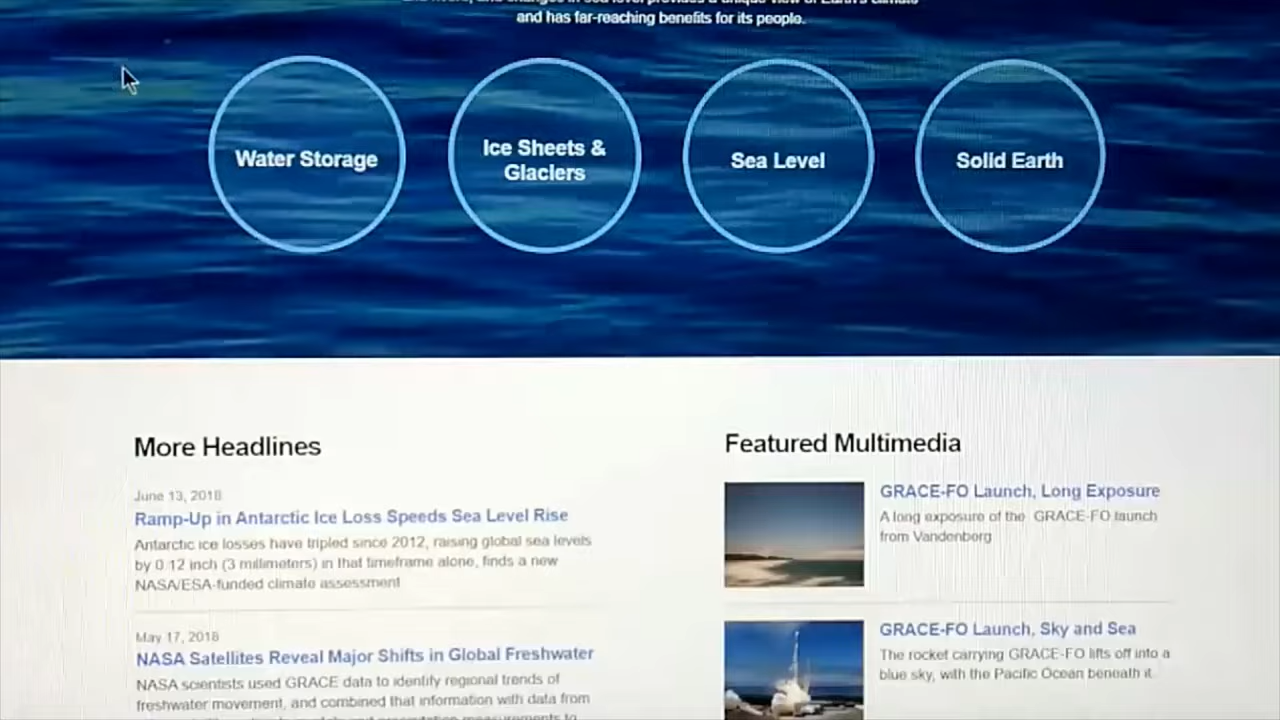 and has far-reaching benefits for its people.
Water Storage
Ice Sheets &
Glaciers
Sea Level
Solid Earth
More Headlines
June 13, 2018
Ramp-Up in Antarctic Ice Loss Speeds Sea Level Rise
Antarctic ice losses have tripled since 2012, raising global sea levels
by 0.12 inch (3 millimeters) in that timeframe alone, finds a new
NASA/ESA-funded climate assessment
May 17, 2018
NASA Satellites Reveal Major Shifts in Global Freshwater
NASA scientists used GRACE data to identify regional trends of
freshwater movement, and combined that information with data from
Featured Multimedia
GRACE-FO Launch, Long Exposure
A long exposure of the GRACE-FO launch
from Vandenberg
GRACE-FO Launch, Sky and Sea
The rocket carrying GRACE-FO lifts off into a
blue sky, with the Pacific Ocean beneath it.